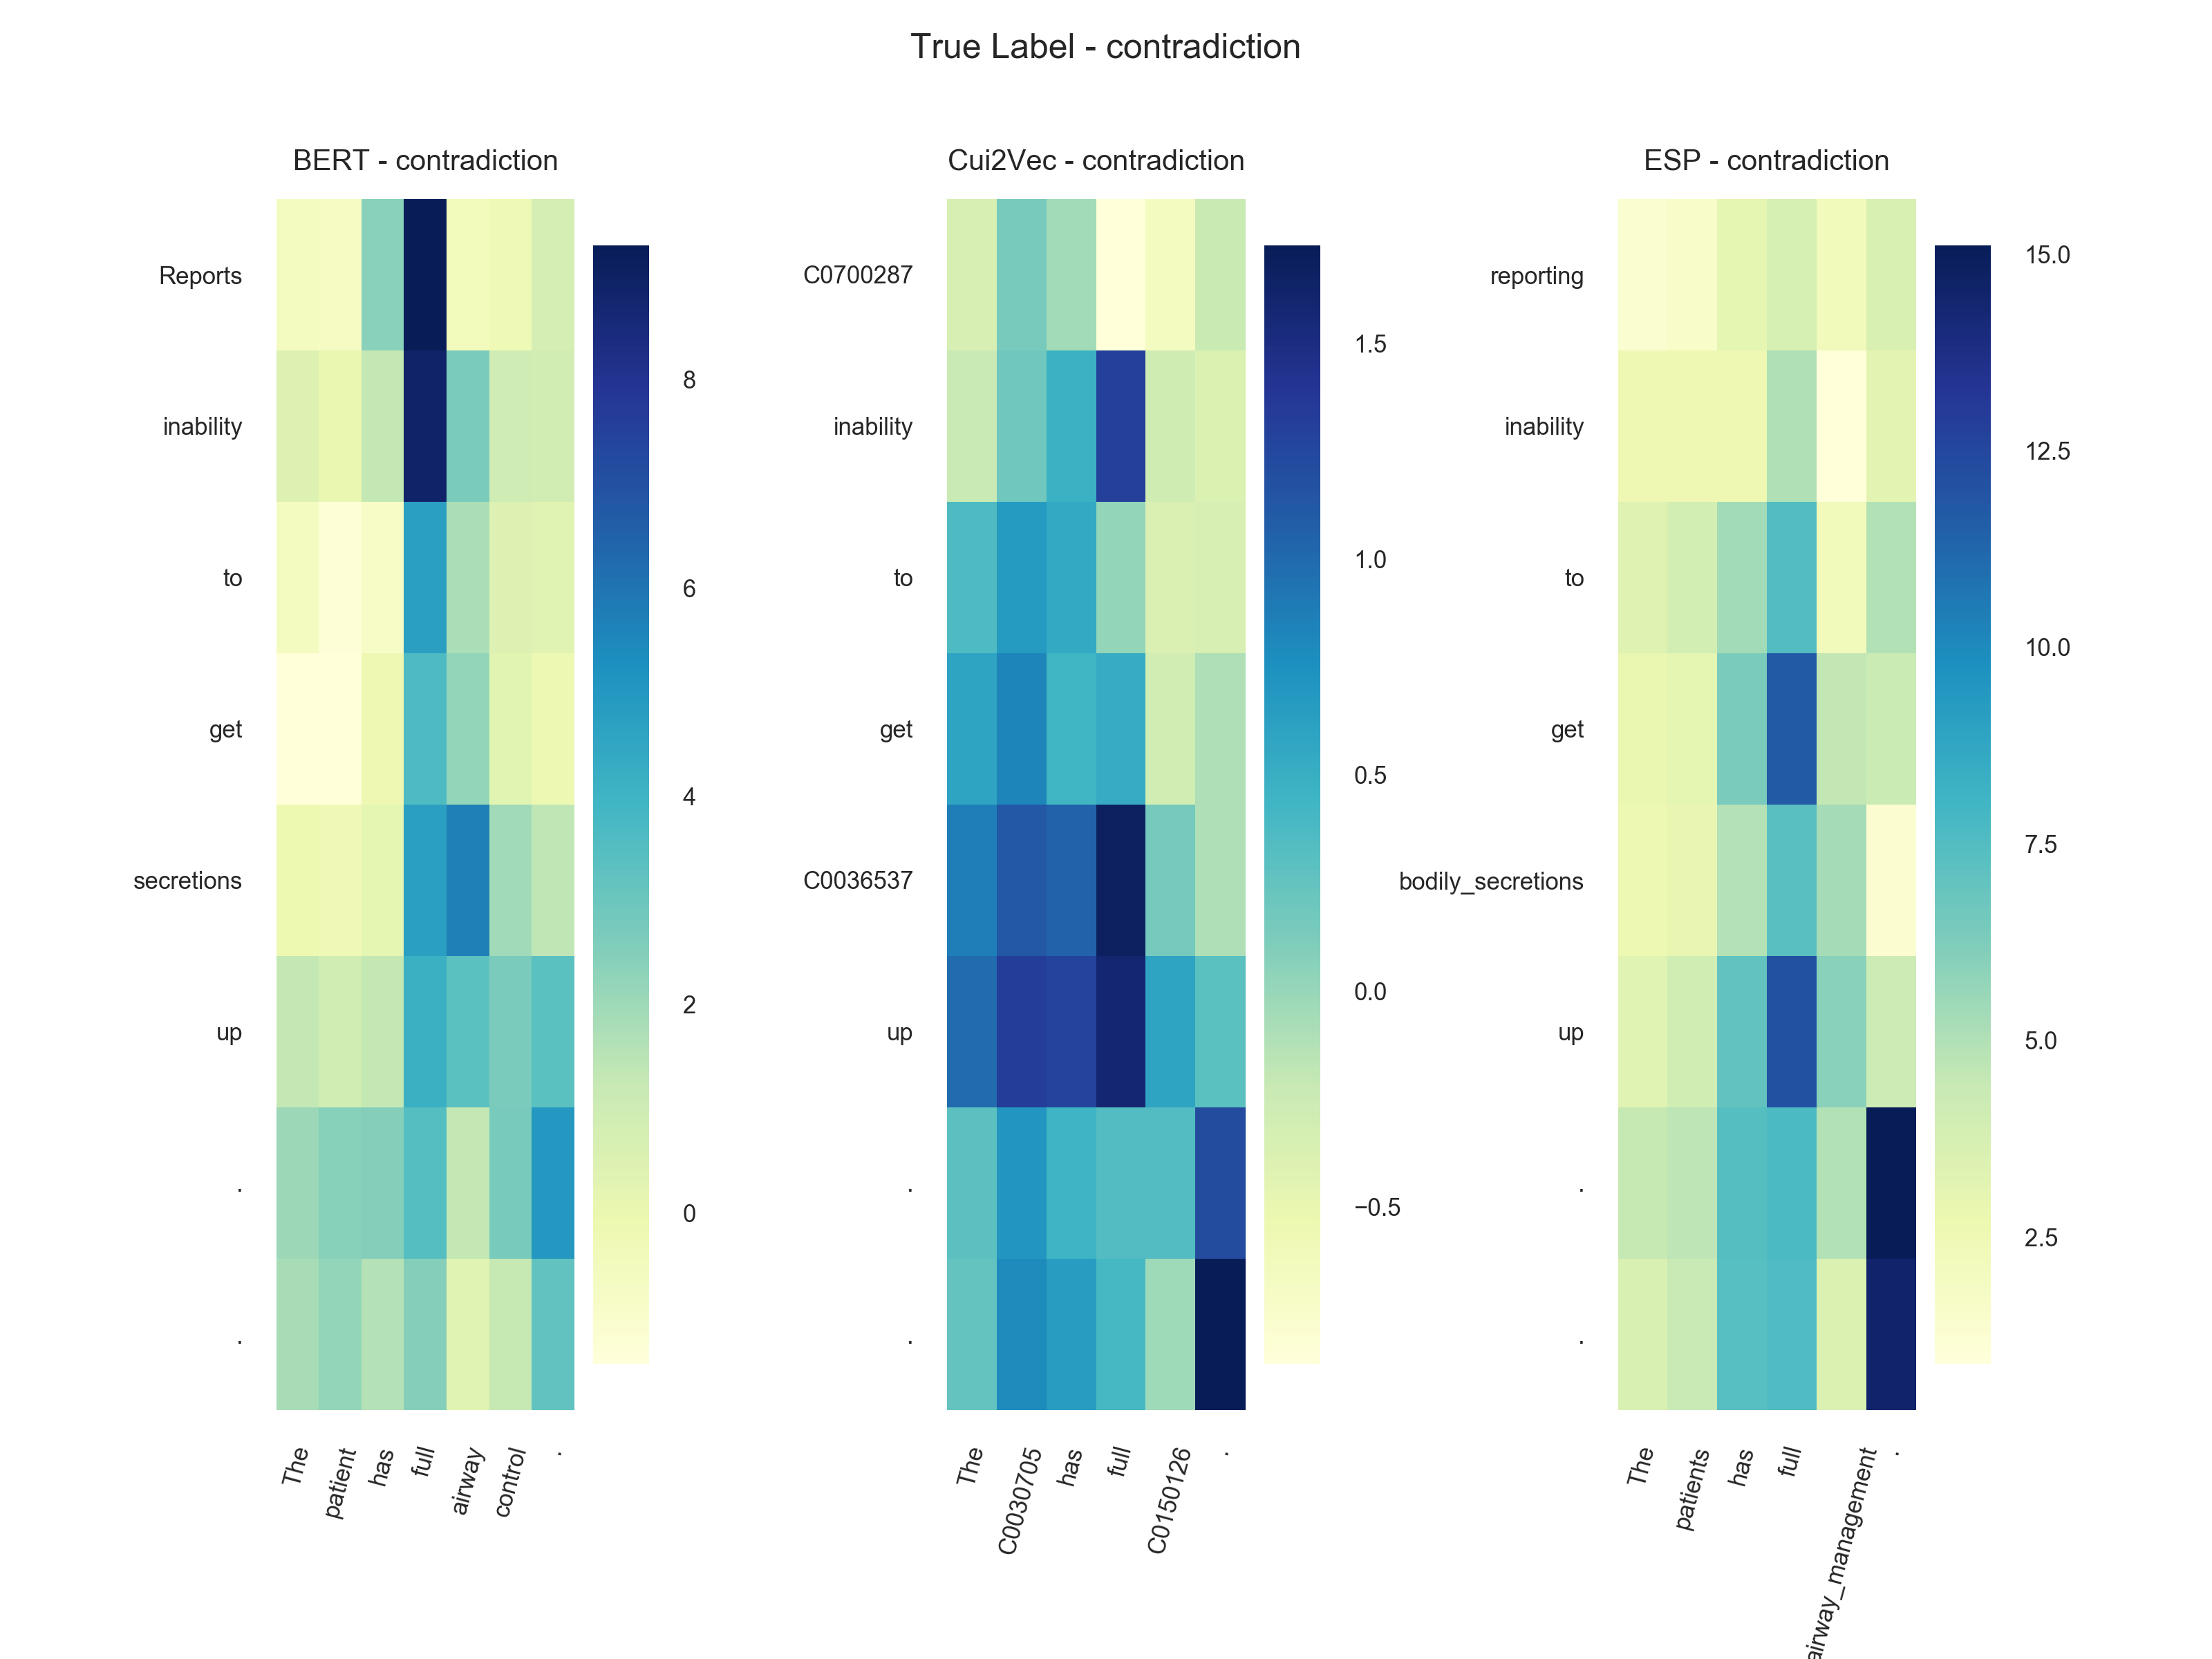 True Label - contradiction
BERT - contradiction
Reports
inability
to
get
secretions
up
.
.
The
patient
has
full
airway
control
.
8
6
4
2
0
Cui2Vec - contradiction
C0700287
inability
to
get
C0036537
up
.
.
The
C0030705
has
full
C0150126
.
1.5
1.0
0.5
0.0
−0.5
ESP - contradiction
reporting
inability
to
get
bodily_secretions
up
.
.
The
patients
has
full
airway_management
.
15.0
12.5
10.0
7.5
5.0
2.5